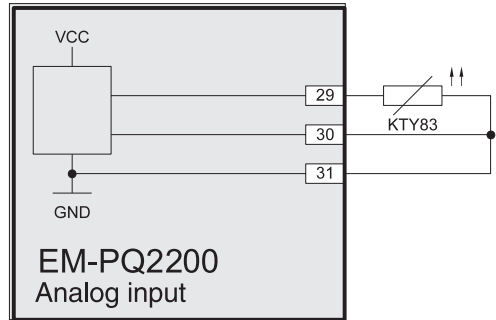 VCC
29
KTY83
30
31
GND
EM-PQ2200
Analog input